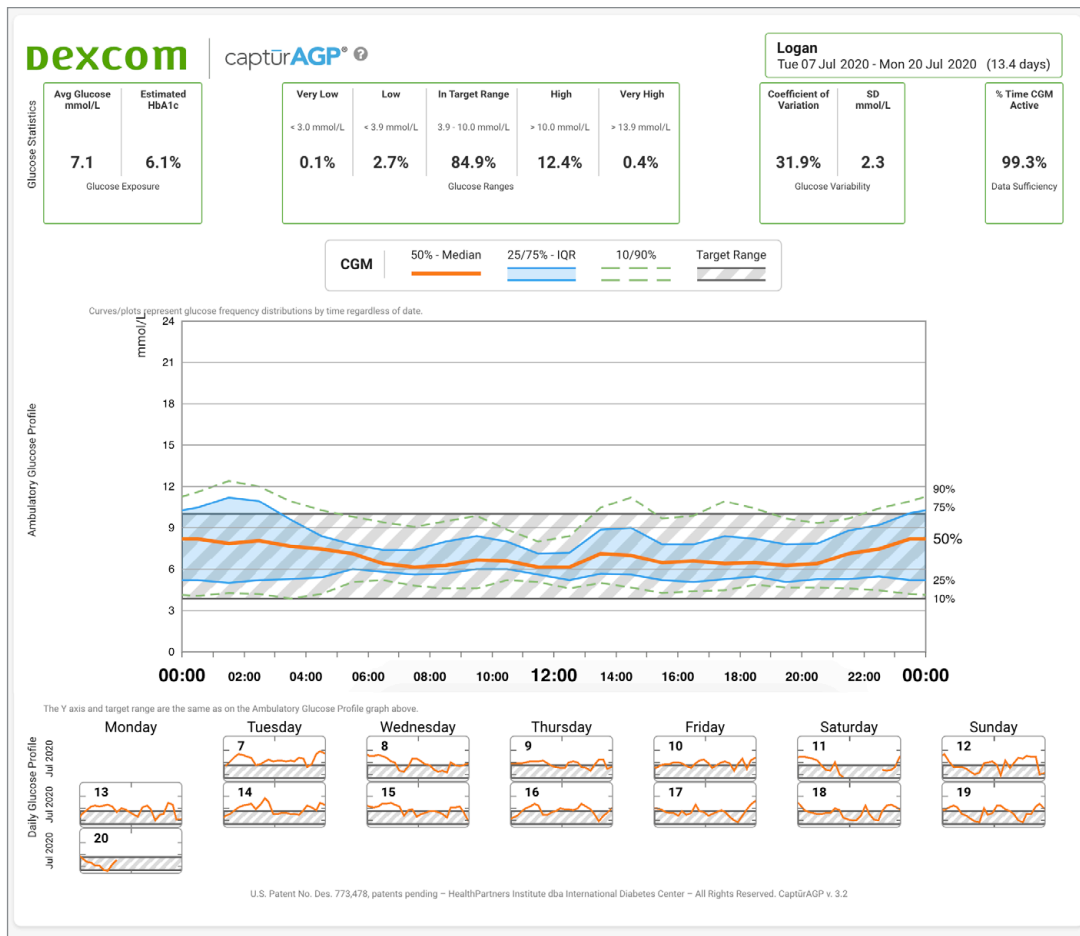 Dexcom
captūrAGP® ?
Logan
Tue 07 Jul 2020 - Mon 20 Jul 2020 (13.4 days)
Glucose Statistics
Avg Glucose
mmol/L
Estimated
HbA1c
7.1
6.1%
Glucose Exposure
Very Low
Low
In Target Range
High
Very High
< 3.0 mmol/L
< 3.9 mmol/L
3.9 - 10.0 mmol/L
> 10.0 mmol/L
> 13.9 mmol/L
0.1%
2.7%
84.9%
12.4%
0.4%
Glucose Ranges
Coefficient of
Variation
SD
mmol/L
31.9%
2.3
Glucose Variability
% Time CGM
Active
99.3%
Data Sufficiency
CGM
50% - Median
25/75% - IQR
10/90%
Target Range
Curves/plots represent glucose frequency distributions by time regardless of date.
Ambulatory Glucose Profile
mmol/L
24
21
18
15
12
9
6
3
0
90%
75%
50%
25%
10%
00:00
02:00
04:00
06:00
08:00
10:00
12:00
14:00
16:00
18:00
20:00
22:00
00:00
The Y axis and target range are the same as on the Ambulatory Glucose Profile graph above.
Daily Glucose Profile
Monday
Tuesday
Wednesday
Thursday
Friday
Saturday
Sunday
Jul 2020
7
8
9
10
11
12
Jul 2020
13
14
15
16
17
18
19
Jul 2020
20
U.S. Patent No. Des. 773,478, patents pending – HealthPartners Institute dba International Diabetes Center – All Rights Reserved. CaptūrAGP v. 3.2